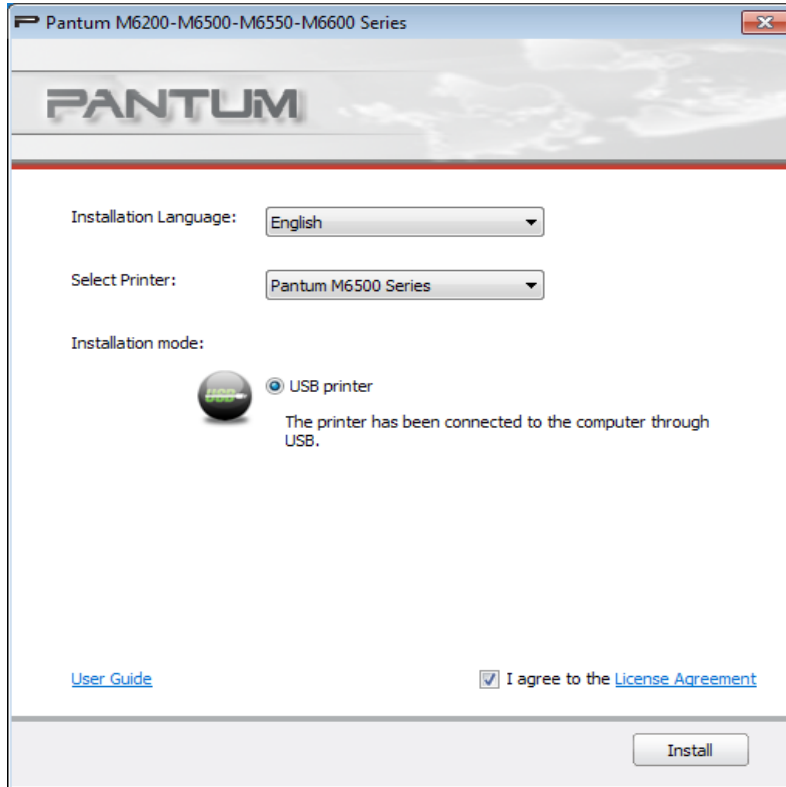 Pantum M6200-M6500-M6550-M6600 Series
PANTUM
Installation Language:
English
Select Printer:
Pantum M6500 Series
Installation mode:
USB
USB printer
The printer has been connected to the computer through
USB.
User Guide
I agree to the License Agreement
Install